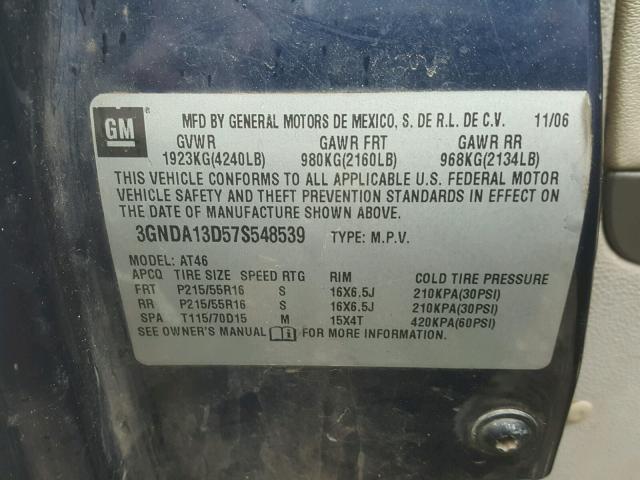 GM
MFD BY GENERAL MOTORS DE MEXICO, S. DE R.L. DE C.V. 11/06
GVWR GAWR FRT GAWR RR
1923KG(4240LB) 980KG(2160LB) 968KG(2134LB)
THIS VEHICLE CONFORMS TO ALL APPLICABLE U.S. FEDERAL MOTOR
VEHICLE SAFETY AND THEFT PREVENTION STANDARDS IN EFFECT ON
THE DATE OF MANUFACTURE SHOWN ABOVE.
3GNDA13D57S548539 TYPE: M.P.V.
MODEL: AT46
APCQ TIRE SIZE SPEED RTG RIM COLD TIRE PRESSURE
FRT P215/55R16 S 16X6.5J 210KPA(30PSI)
RR P215/55R16 S 16X6.5J 210KPA(30PSI)
SPA T115/70D15 M 15X4T 420KPA(60PSI)
SEE OWNER'S MANUAL FOR MORE INFORMATION.